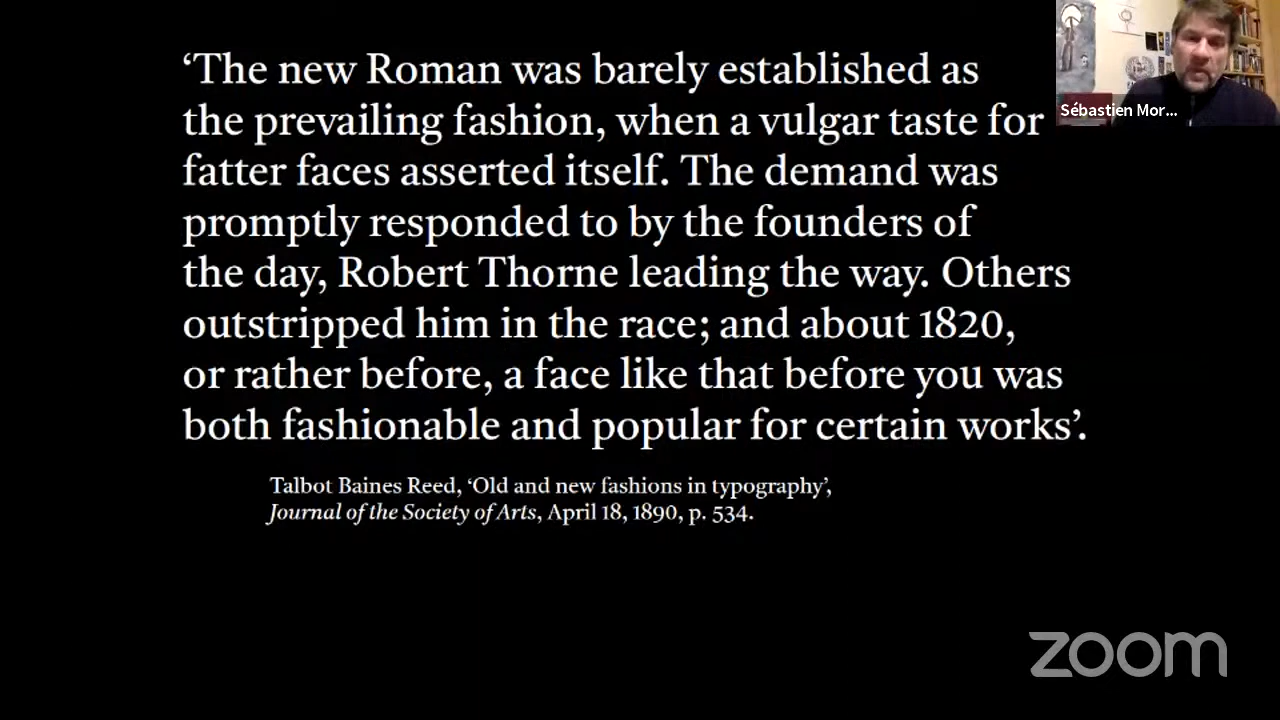 ‘The new Roman was barely established as
the prevailing fashion, when a vulgar taste for
fatter faces asserted itself. The demand was
promptly responded to by the founders of
the day, Robert Thorne leading the way. Others
outstripped him in the race; and about 1820,
or rather before, a face like that before you was
both fashionable and popular for certain works’.
Talbot Baines Reed, ‘Old and new fashions in typography’,
Journal of the Society of Arts, April 18, 1890, p. 534.
Sébastien Mor...
zoom